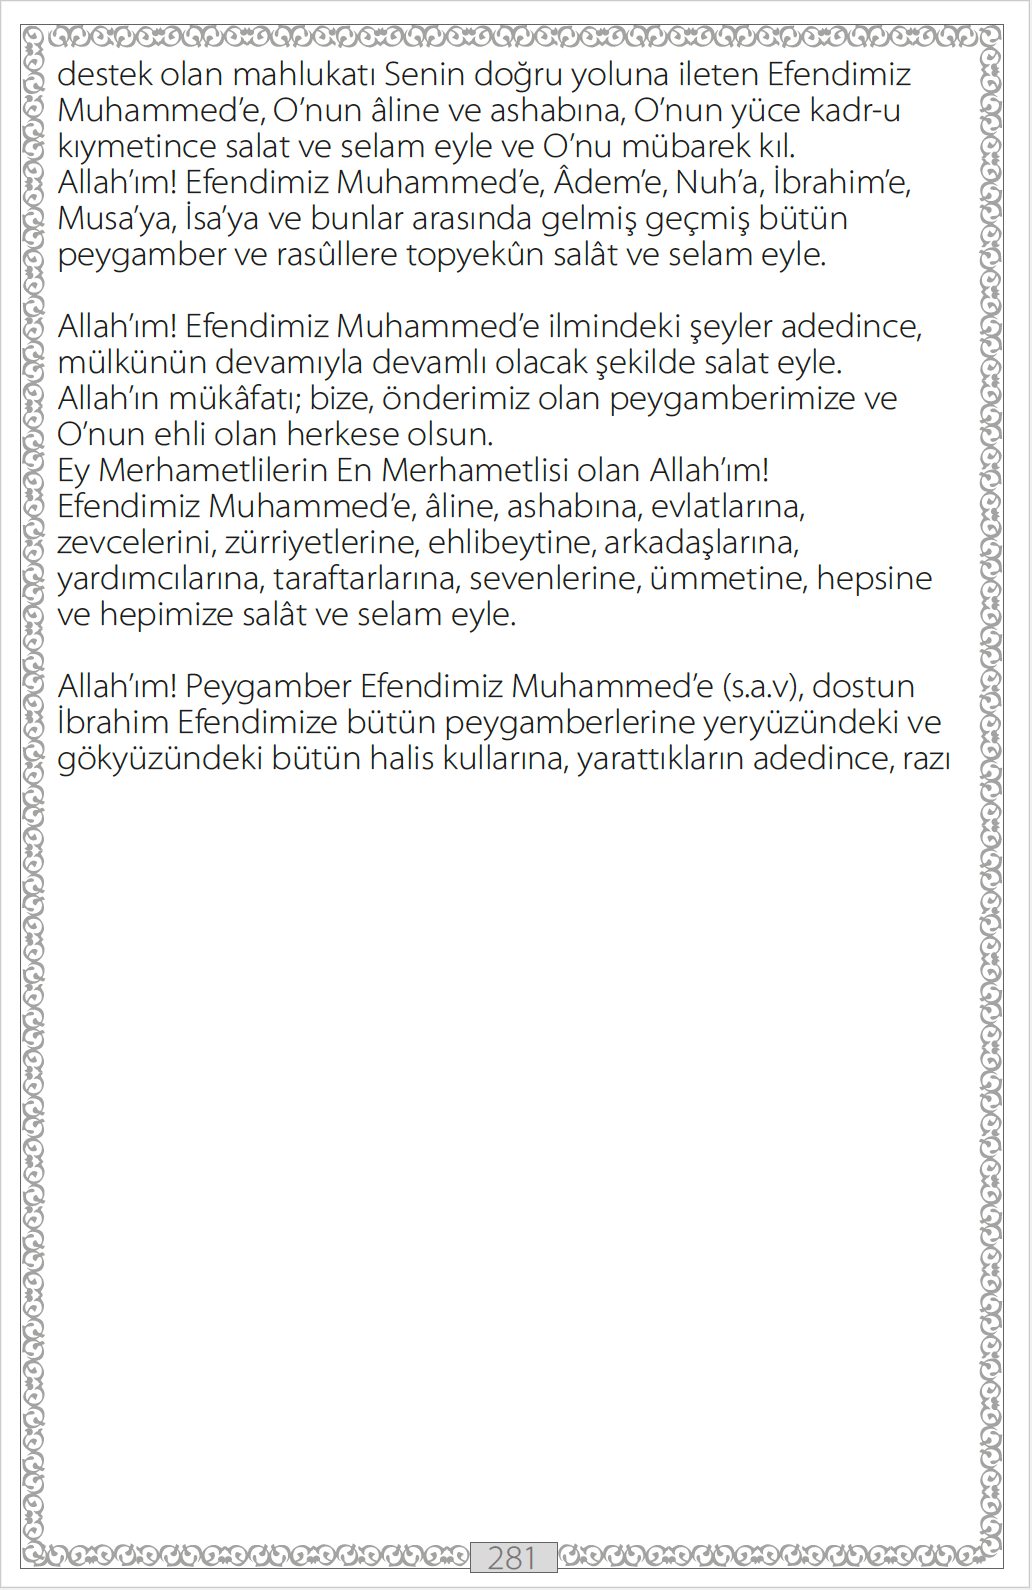 destek olan mahlukatı Senin doğru yoluna ileten Efendimiz
Muhammed’e, O’nun âline ve ashabına, O’nun yüce kadr-u
kıymetince salat ve selam eyle ve O’nu mübarek kıl.
Allah’ım! Efendimiz Muhammed’e, Âdem’e, Nuh’a, İbrahim’e,
Musa’ya, İsa’ya ve bunlar arasında gelmiş geçmiş bütün
peygamber ve rasûllere topyekûn salât ve selam eyle.
Allah’ım! Efendimiz Muhammed’e ilmindeki şeyler adedince,
mülkünün devamıyla devamlı olacak şekilde salat eyle.
Allah’ın mükâfatı; bize, önderimiz olan peygamberimize ve
O’nun ehli olan herkese olsun.
Ey Merhametlilerin En Merhametlisi olan Allah’ım!
Efendimiz Muhammed’e, âline, ashabına, evlatlarına,
zevcelerini, zürriyetlerine, ehlibeytine, arkadaşlarına,
yardımcılarına, taraftarlarına, sevenlerine, ümmetine, hepsine
ve hepimize salât ve selam eyle.
Allah’ım! Peygamber Efendimiz Muhammed’e (s.a.v), dostun
İbrahim Efendimize bütün peygamberlerine yeryüzündeki ve
gökyüzündeki bütün halis kullarına, yarattıkların adedince, razı
281